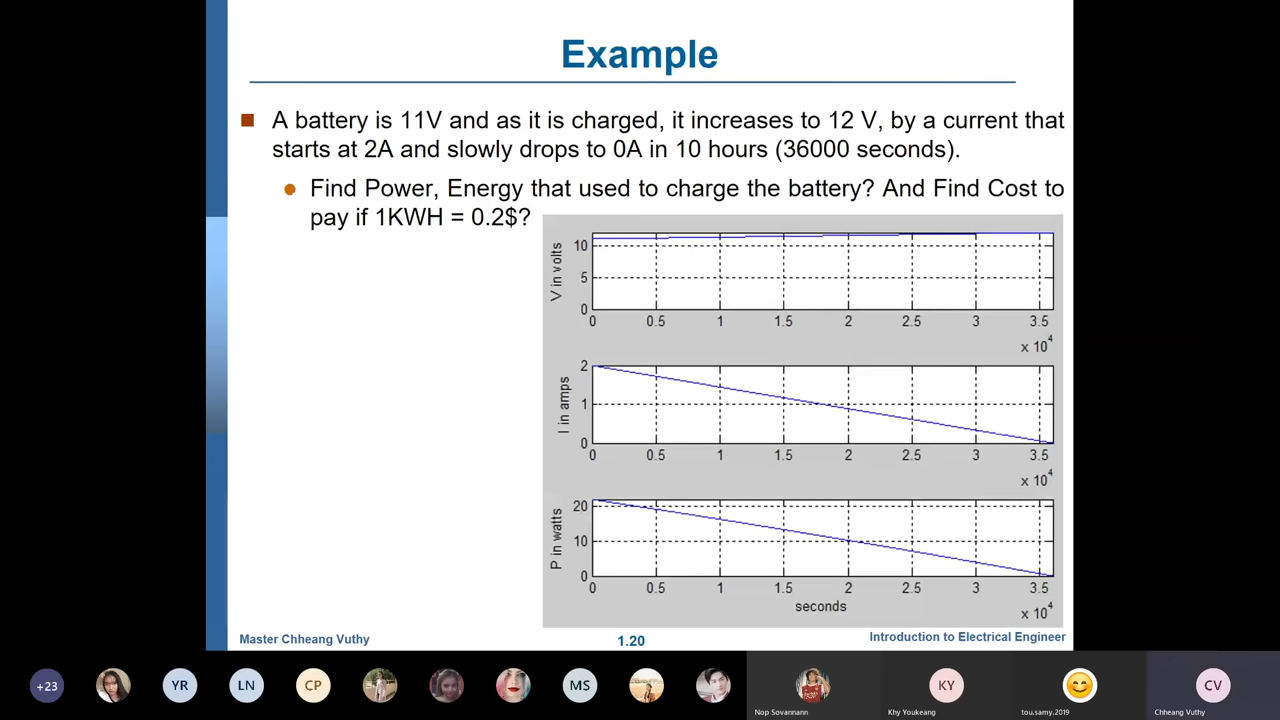 Example
A battery is 11V and as it is charged, it increases to 12 V, by a current that
starts at 2A and slowly drops to 0A in 10 hours (36000 seconds).
Find Power, Energy that used to charge the battery? And Find Cost to
pay if 1KWH = 0.2$?
V in volts
10
5
0
0 0.5 1 1.5 2 2.5 3 3.5
x 10^4
I in amps
2
1
0
0 0.5 1 1.5 2 2.5 3 3.5
x 10^4
P in watts
20
10
0
0 0.5 1 1.5 2 2.5 3 3.5
seconds
x 10^4
Master Chheang Vuthy
1.20
Introduction to Electrical Engineer
+23
YR
LN
CP
MS
KY
CV
Nop Sovannann
Khy Youkeang
tou.samy.2019
Chheang Vuthy